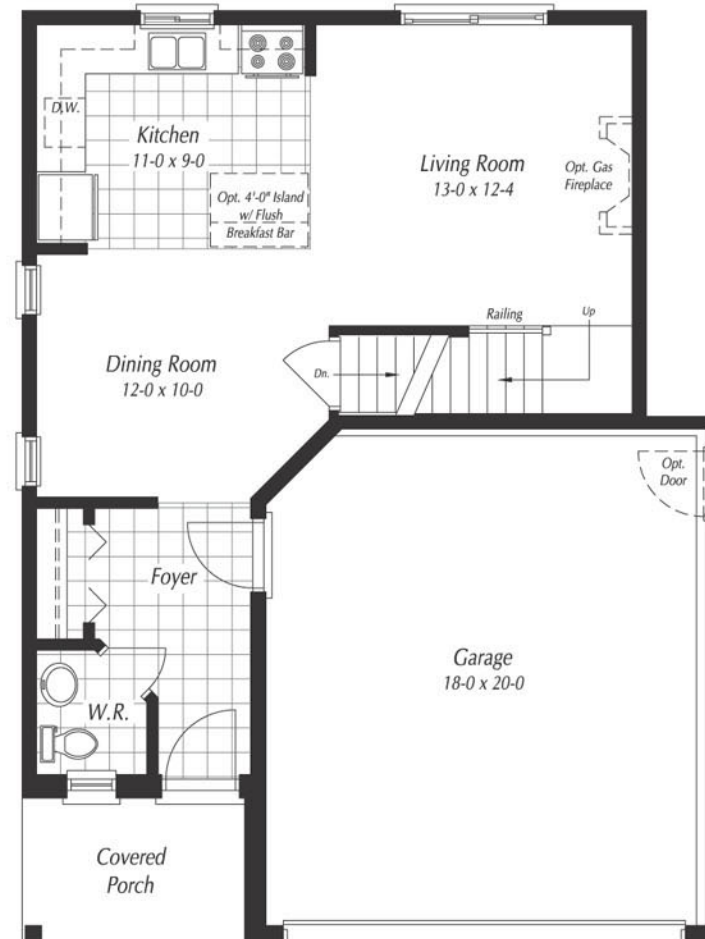 D.W.
Kitchen
11-0 x 9-0
Opt. 4'-0" Island
w/ Flush
Breakfast Bar
Living Room
13-0 x 12-4
Opt. Gas
Fireplace
Railing
Up
Dn.
Dining Room
12-0 x 10-0
Opt.
Door
Foyer
W.R.
Garage
18-0 x 20-0
Covered
Porch